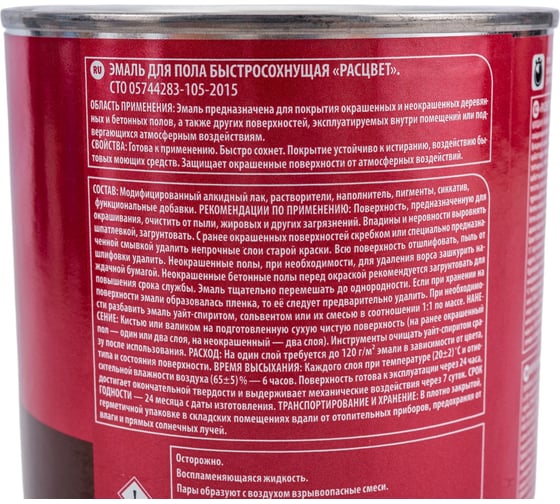 RU ЭМАЛЬ ДЛЯ ПОЛА БЫСТРОСОХНУЩАЯ «РАСЦВЕТ».
СТО 05744283-105-2015
ОБЛАСТЬ ПРИМЕНЕНИЯ: Эмаль предназначена для покрытия окрашенных и неокрашенных деревян-
ных и бетонных полов, а также других поверхностей, эксплуатируемых внутри помещений или под-
вергающихся атмосферным воздействиям.
СВОЙСТВА: Готова к применению. Быстро сохнет. Покрытие устойчиво к истиранию, воздействию бы-
товых моющих средств. Защищает окрашенные поверхности от атмосферных воздействий.
СОСТАВ: Модифицированный алкидный лак, растворители, наполнитель, пигменты, сиккатив,
функциональные добавки. РЕКОМЕНДАЦИИ ПО ПРИМЕНЕНИЮ: Поверхность, предназначенную для
окрашивания, очистить от пыли, жировых и других загрязнений. Впадины и неровности выровнять
шпатлевкой, загрунтовать. С ранее окрашенных поверхностей скребком или специально предназна-
ченной смывкой удалить непрочные слои старой краски. Всю поверхность отшлифовать, пыль от
шлифовки удалить. Неокрашенные полы, при необходимости, для удаления ворса зашкурить на-
ждачной бумагой. Неокрашенные бетонные полы перед окраской рекомендуется загрунтовать для
повышения срока службы. Эмаль тщательно перемешать до однородности. Если при хранении на
поверхности эмали образовалась пленка, то её следует предварительно удалить. При необходимо-
сти разбавить эмаль уайт-спиритом, сольвентом или их смесью в соотношении 1:1 по массе. НАНЕ-
СЕНИЕ: Кистью или валиком на подготовленную сухую чистую поверхность (на ранее окрашенный
пол — один или два слоя, на неокрашенный — два слоя). Инструменты очищать уайт-спиритом сра-
зу после использования. РАСХОД: На один слой требуется до 120 г/м² эмали в зависимости от цвета,
типа и состояния поверхности. ВРЕМЯ ВЫСЫХАНИЯ: Каждого слоя при температуре (20±2) °С и отно-
сительной влажности воздуха (65±5) % — 6 часов. Поверхность готова к эксплуатации через 24 часа,
достигает окончательной твердости и выдерживает механические воздействия через 7 суток. СРОК
ГОДНОСТИ — 24 месяца с даты изготовления. ТРАНСПОРТИРОВАНИЕ И ХРАНЕНИЕ: В плотно закрытой,
герметичной упаковке в складских помещениях вдали от отопительных приборов, предохраняя от
влаги и прямых солнечных лучей.
Осторожно.
Воспламеняющаяся жидкость.
Пары образуют с воздухом взрывоопасные смеси.